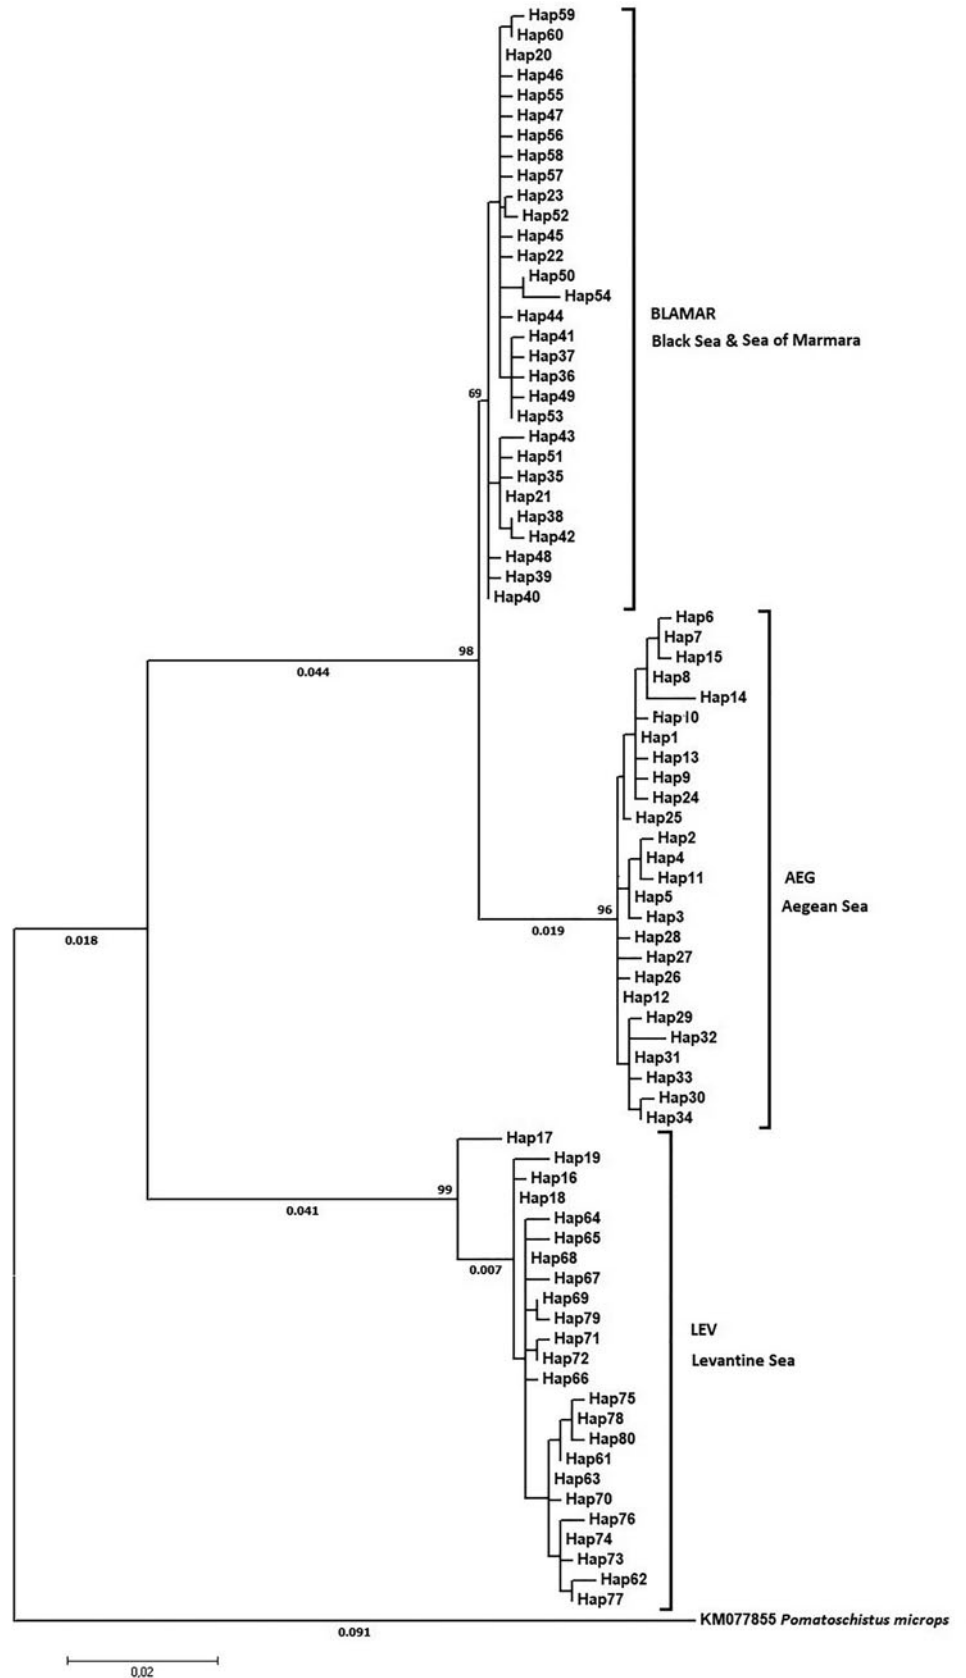 Hap59
Hap60
Hap20
Hap46
Hap55
Hap47
Hap56
Hap58
Hap57
Hap23
Hap52
Hap45
Hap22
Hap50
Hap54
Hap44
BLAMAR
Black Sea & Sea of Marmara
Hap41
Hap37
Hap36
Hap49
69
Hap53
Hap43
Hap51
Hap35
Hap21
Hap38
Hap42
Hap48
Hap39
Hap40
Hap6
Hap7
98
Hap15
0.044
Hap8
Hap14
Hap10
Hap1
Hap13
Hap9
Hap24
Hap25
Hap2
Hap4
Hap11
AEG
Aegean Sea
Hap5
96
Hap3
0.019
Hap28
0.018
Hap27
Hap26
Hap12
Hap29
Hap32
Hap31
Hap33
Hap30
Hap34
Hap17
Hap19
Hap16
99
Hap18
0.041
Hap64
Hap65
Hap68
0.007
Hap67
Hap69
Hap79
LEV
Levantine Sea
Hap71
Hap72
Hap66
Hap75
Hap78
Hap80
Hap61
Hap63
Hap70
Hap76
Hap74
Hap73
Hap62
Hap77
KM077855 Pomatoschistus microps
0.091
0,02